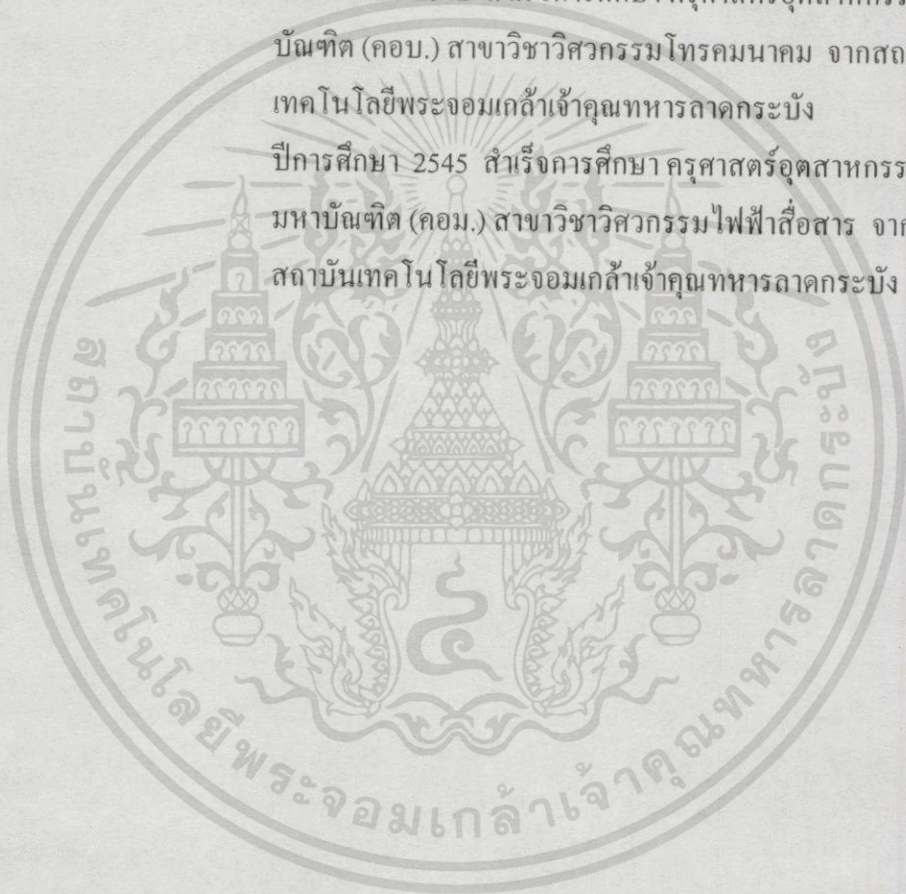 บัณฑิต (คอบ.) สาขาวิชาวิศวกรรมโทรคมนาคม จากสถ
เทคโนโลยีพระจอมเกล้าเจ้าคุณทหารลาดกระบัง
ปีการศึกษา 2545 สำเร็จการศึกษา ครุศาสตร์อุตสาหกรร
มหาบัณฑิต (คอม.) สาขาวิชาวิศวกรรมไฟฟ้าสื่อสาร จาก
สถาบันเทคโนโลยีพระจอมเกล้าเจ้าคุณทหารลาดกระบัง
สถาบันเทคโนโลยีพระจอมเกล้าเจ้าคุณทหารลาดกระบัง
๔